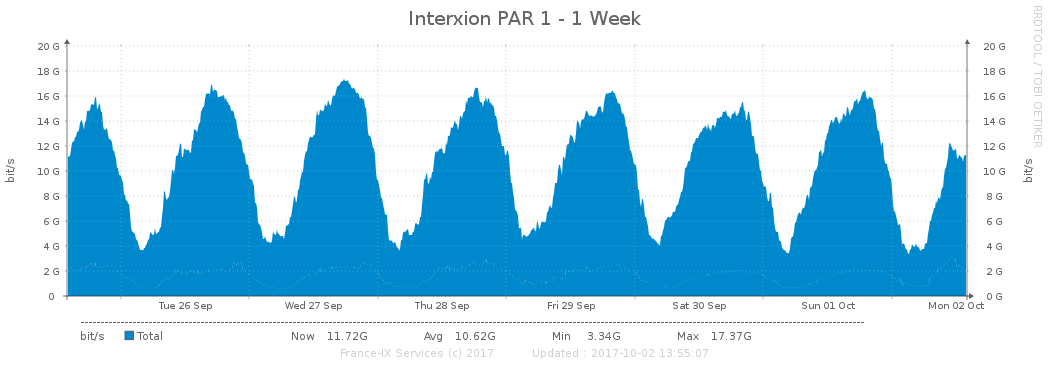 Interxion PAR 1 - 1 Week
RRDTOOL / TOBI OETIKER
bit/s
20 G 20 G
18 G 18 G
16 G 16 G
14 G 14 G
12 G 12 G
10 G 10 G
8 G 8 G
6 G 6 G
4 G 4 G
2 G 2 G
0 0 G
bit/s
Tue 26 Sep Wed 27 Sep Thu 28 Sep Fri 29 Sep Sat 30 Sep Sun 01 Oct Mon 02 Oct
bit/s Total Now 11.72G Avg 10.62G Min 3.34G Max 17.37G
France-IX Services (c) 2017 Updated : 2017-10-02 13:55:07